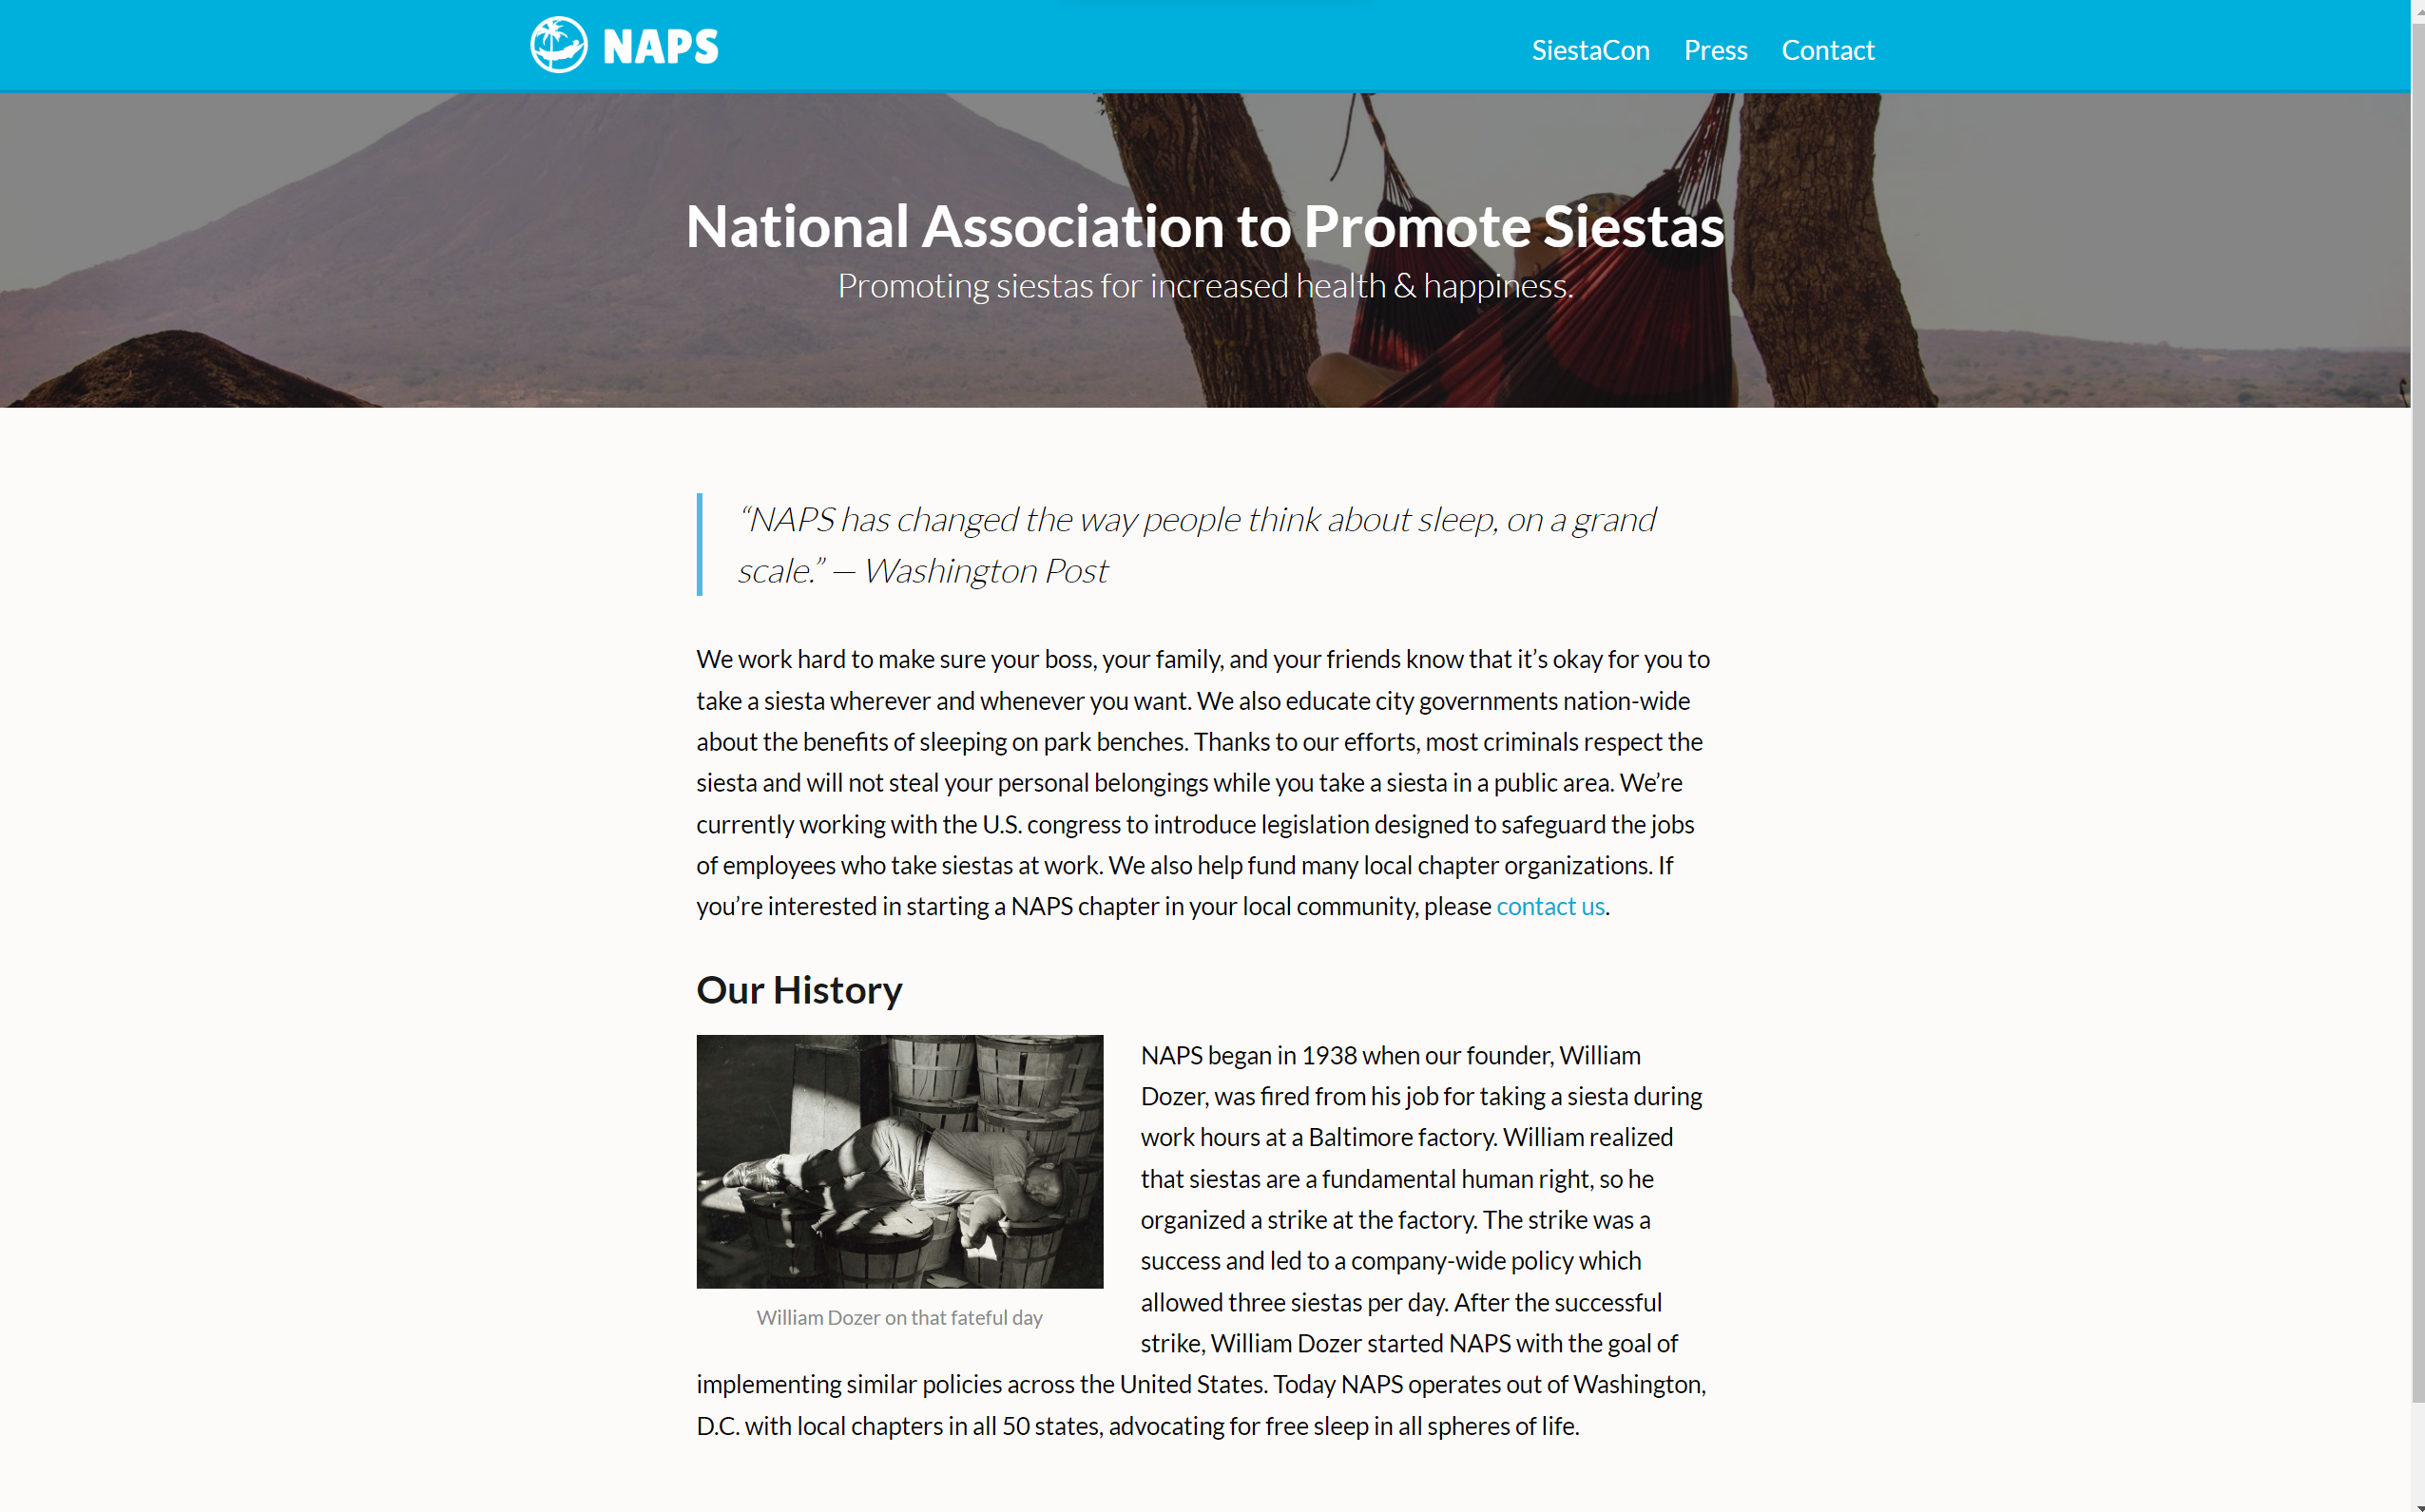 NAPS
SiestaCon Press Contact
National Association to Promote Siestas
Promoting siestas for increased health & happiness.
“NAPS has changed the way people think about sleep, on a grand
scale.” — Washington Post
We work hard to make sure your boss, your family, and your friends know that it’s okay for you to
take a siesta wherever and whenever you want. We also educate city governments nation-wide
about the benefits of sleeping on park benches. Thanks to our efforts, most criminals respect the
siesta and will not steal your personal belongings while you take a siesta in a public area. We’re
currently working with the U.S. congress to introduce legislation designed to safeguard the jobs
of employees who take siestas at work. We also help fund many local chapter organizations. If
you’re interested in starting a NAPS chapter in your local community, please contact us.
Our History
NAPS began in 1938 when our founder, William
Dozer, was fired from his job for taking a siesta during
work hours at a Baltimore factory. William realized
that siestas are a fundamental human right, so he
organized a strike at the factory. The strike was a
success and led to a company-wide policy which
allowed three siestas per day. After the successful
strike, William Dozer started NAPS with the goal of
implementing similar policies across the United States. Today NAPS operates out of Washington,
D.C. with local chapters in all 50 states, advocating for free sleep in all spheres of life.
William Dozer on that fateful day